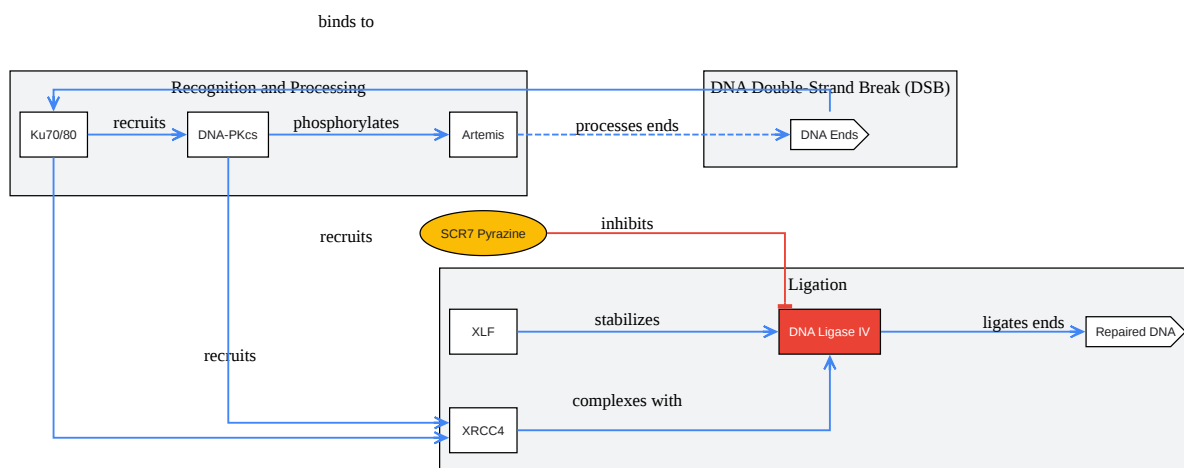 binds to
Recognition and Processing
DNA Double-Strand Break (DSB)
Ku70/80
recruits
DNA-PKcs
phosphorylates
Artemis
processes ends
DNA Ends
recruits
SCR7 Pyrazine
inhibits
Ligation
XLF
stabilizes
DNA Ligase IV
ligates ends
Repaired DNA
recruits
XRCC4
complexes with